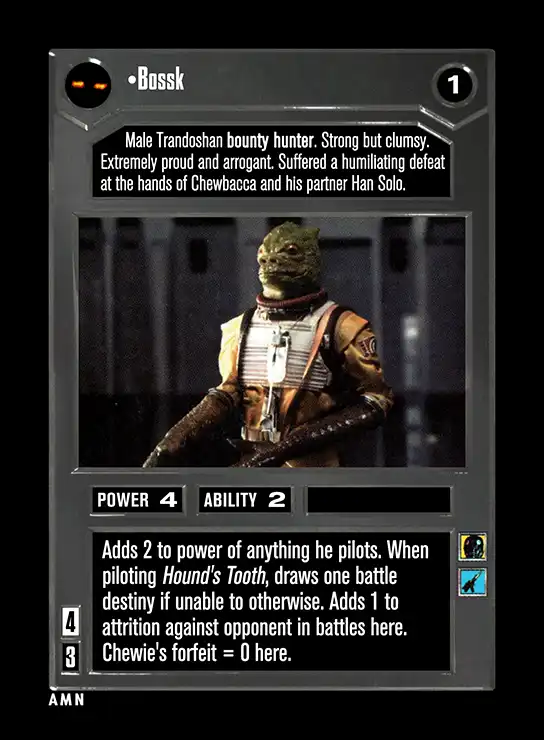 •Bossk
1
Male Trandoshan bounty hunter. Strong but clumsy.
Extremely proud and arrogant. Suffered a humiliating defeat
at the hands of Chewbacca and his partner Han Solo.
POWER 4 ABILITY 2
Adds 2 to power of anything he pilots. When
piloting Hound's Tooth, draws one battle
destiny if unable to otherwise. Adds 1 to
attrition against opponent in battles here.
Chewie's forfeit = 0 here.
4
3
AMN